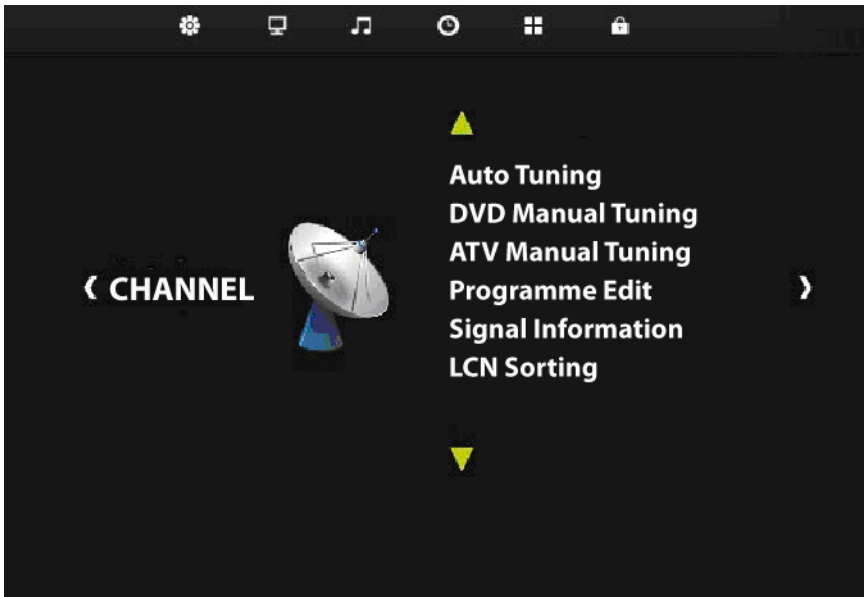 CHANNEL
Auto Tuning
DVD Manual Tuning
ATV Manual Tuning
Programme Edit
Signal Information
LCN Sorting